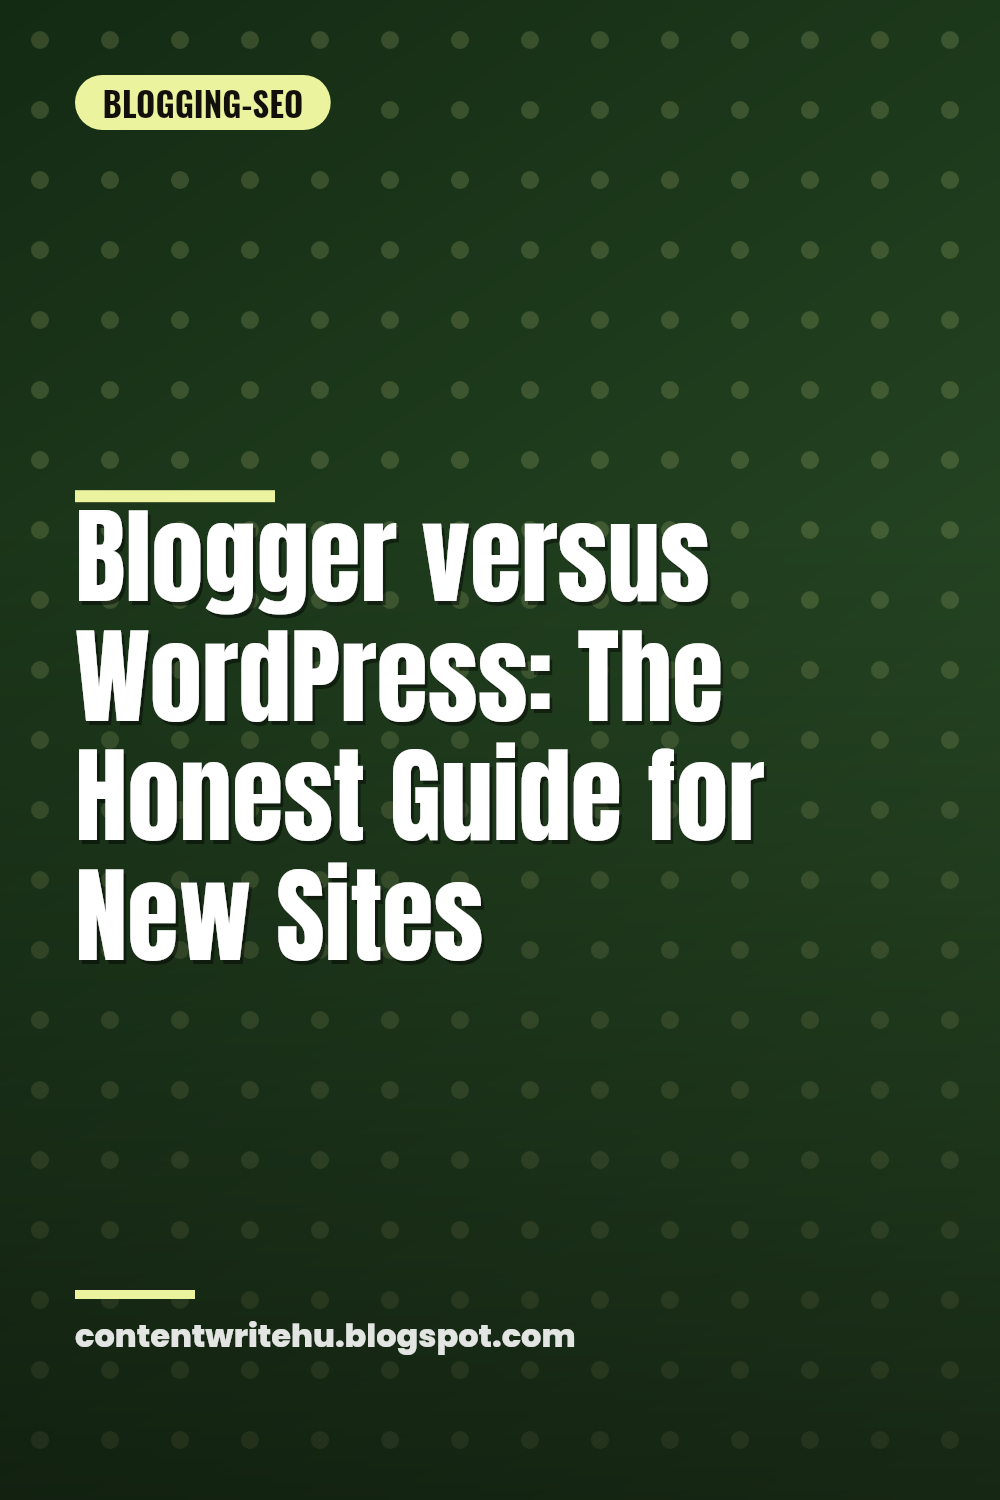 BLOGGING-SEO
Blogger versus
WordPress: The
Honest Guide for
New Sites
contentwritehu.blogspot.com